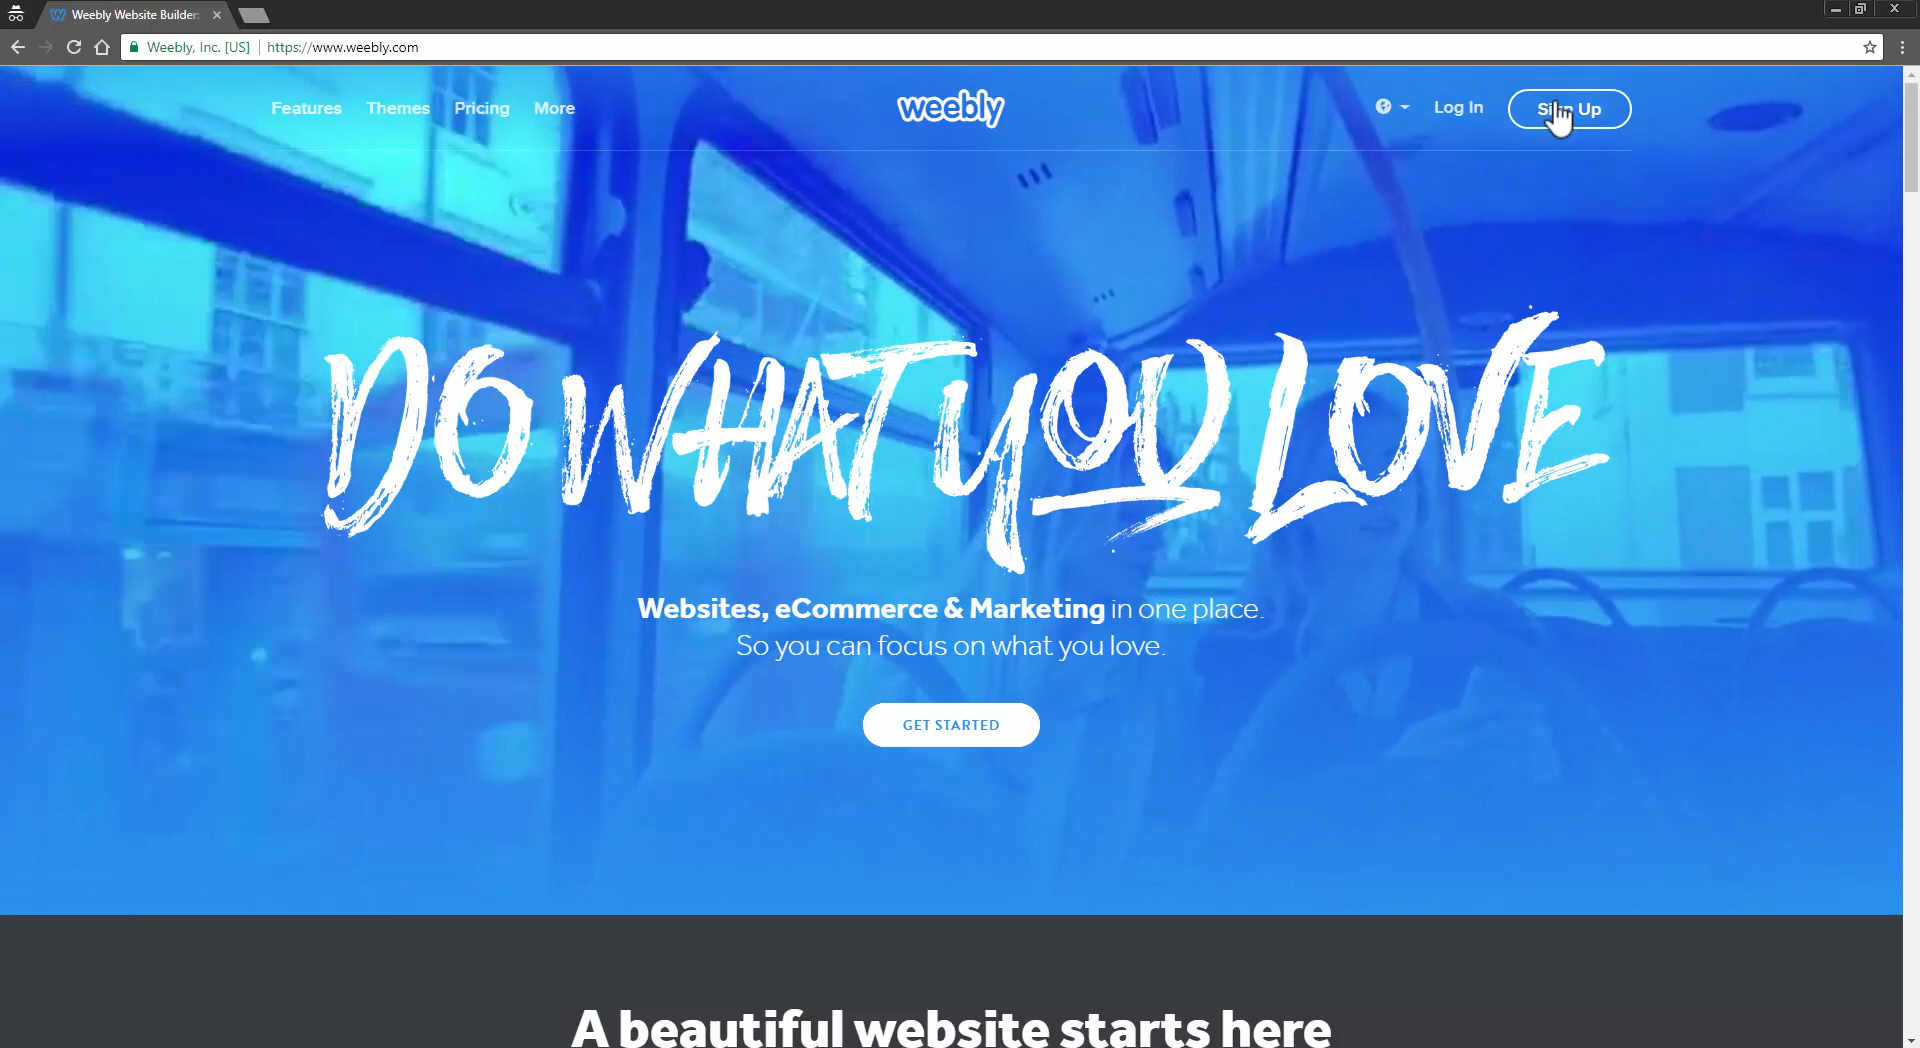 Weebly Website Builder:
Weebly, Inc. [US] https://www.weebly.com
Features Themes Pricing More weebly Log In Sign Up
DO WHAT YOU LOVE
Websites, eCommerce & Marketing in one place.
So you can focus on what you love.
GET STARTED
A beautiful website starts here